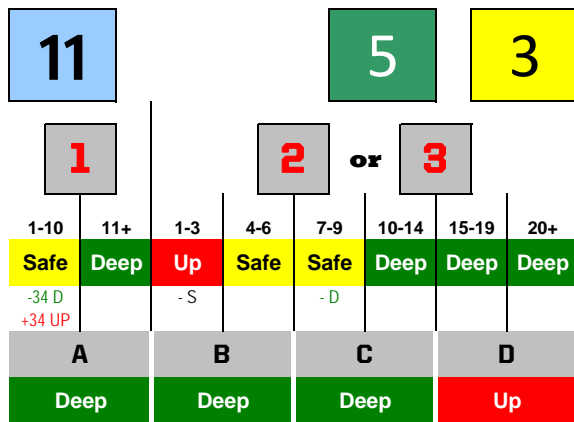 11 5 3
1 2 or 3
1-10 11+ 1-3 4-6 7-9 10-14 15-19 20+
Safe Deep Up Safe Safe Deep Deep Deep
-34 D - S - D
+34 UP
A B C D
Deep Deep Deep Up